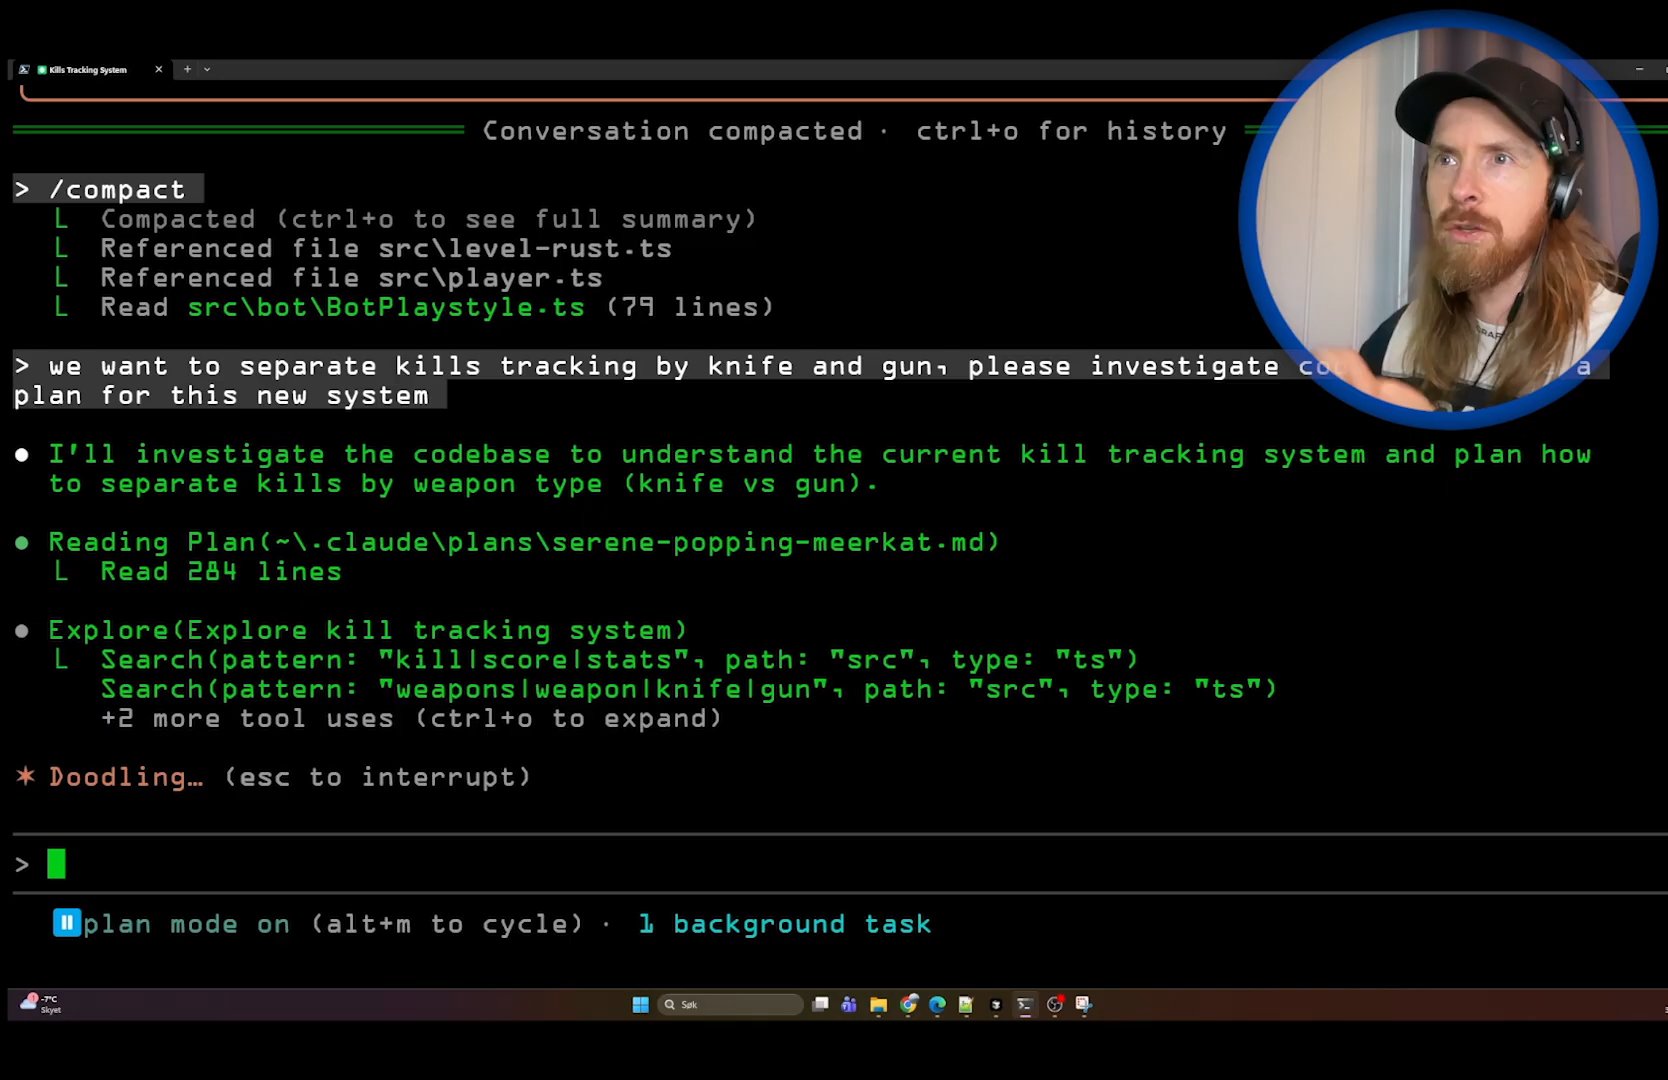 Kills Tracking System
Conversation compacted · ctrl+o for history
> /compact
└ Compacted (ctrl+o to see full summary)
└ Referenced file src\level-rust.ts
└ Referenced file src\player.ts
└ Read src\bot\BotPlaystyle.ts (79 lines)
> we want to separate kills tracking by knife and gun, please investigate a
plan for this new system
● I'll investigate the codebase to understand the current kill tracking system and plan how
to separate kills by weapon type (knife vs gun).
● Reading Plan(~\.claude\plans\serene-popping-meerkat.md)
└ Read 284 lines
● Explore(Explore kill tracking system)
└ Search(pattern: "kill|score|stats", path: "src", type: "ts")
Search(pattern: "weapons|weapon|knife|gun", path: "src", type: "ts")
+2 more tool uses (ctrl+o to expand)
✶ Doodling… (esc to interrupt)
>
⏸ plan mode on (alt+m to cycle) · 1 background task
1
-7°C
Skyet
Søk